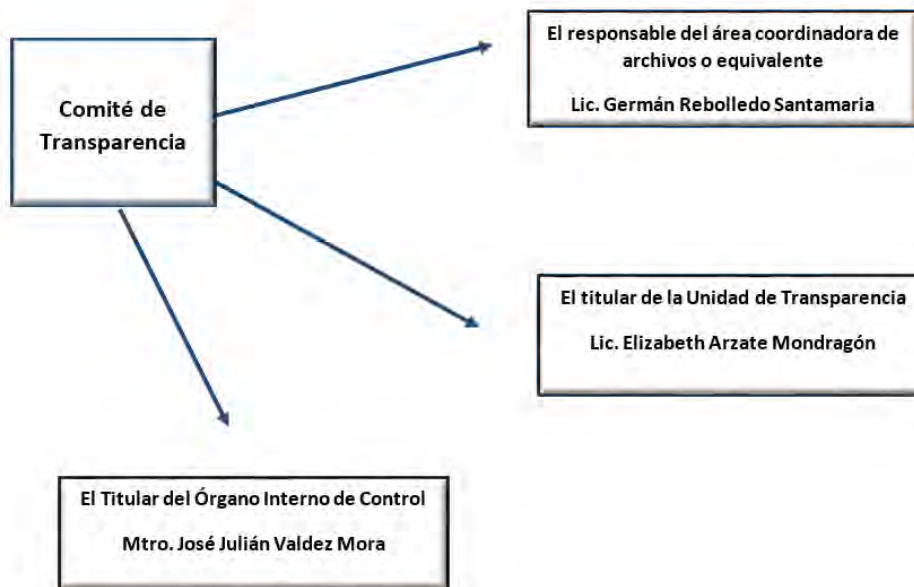 Comité de
Transparencia
El responsable del área coordinadora de
archivos o equivalente
Lic. Germán Rebolledo Santamaria
El titular de la Unidad de Transparencia
Lic. Elizabeth Arzate Mondragón
El Titular del Órgano Interno de Control
Mtro. José Julián Valdez Mora